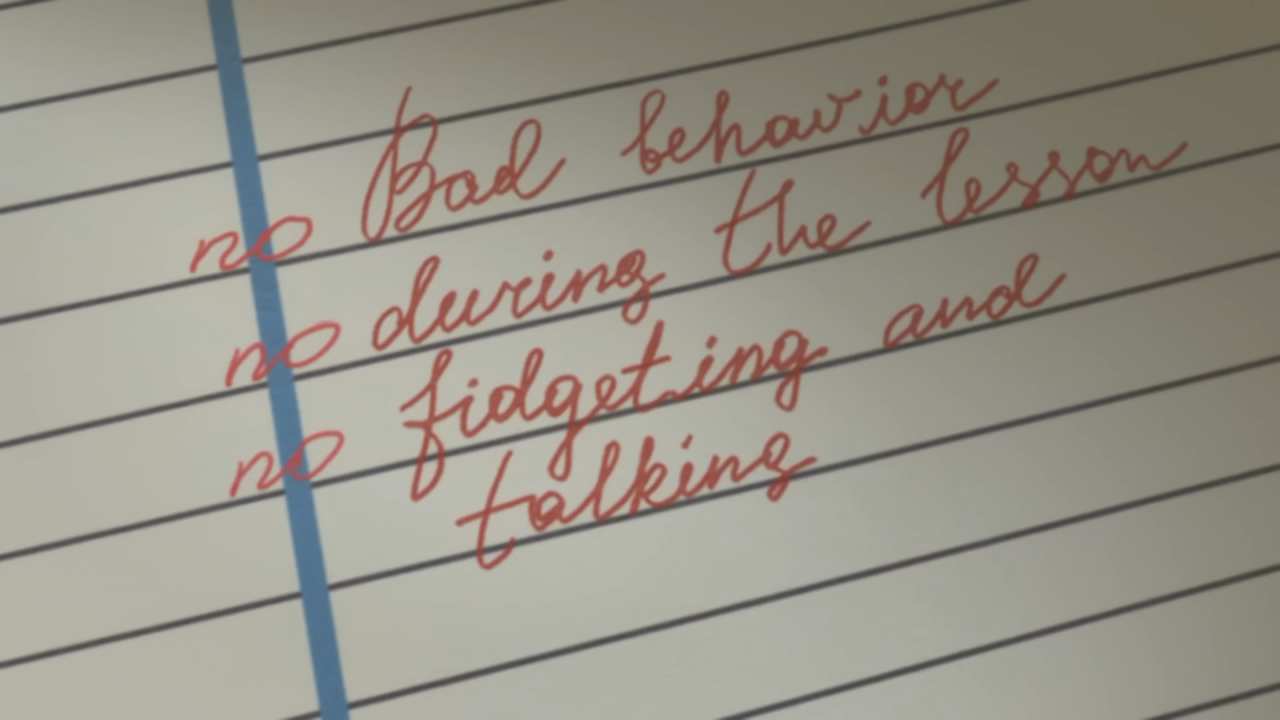 no Bad behavior
no during the lesson
no fidgeting and
talking